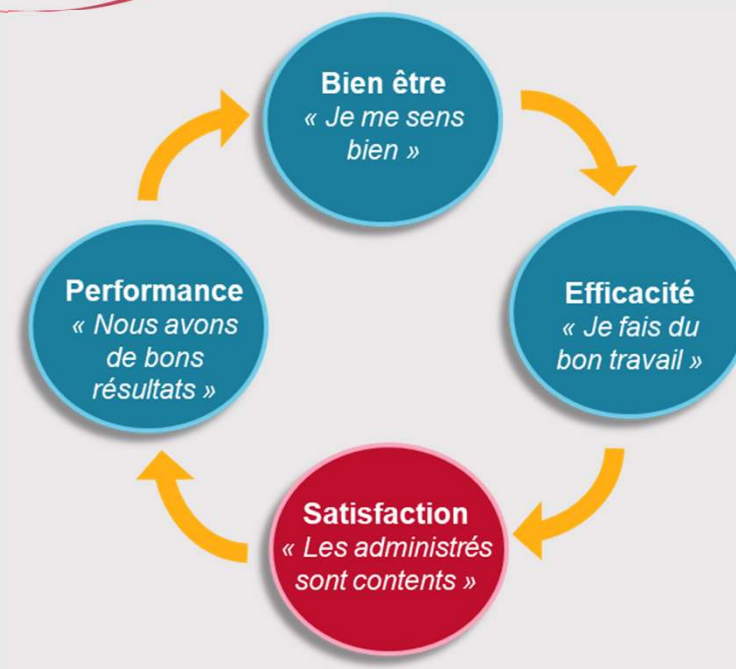 Bien être
« Je me sens
bien »
Efficacité
« Je fais du
bon travail »
Satisfaction
« Les administrés
sont contents »
Performance
« Nous avons
de bons
résultats »